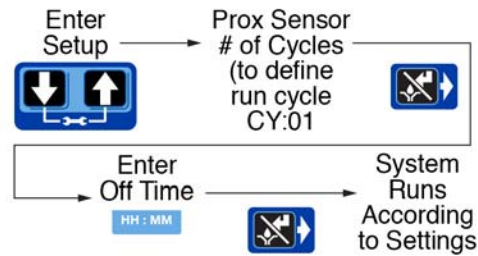 Enter
Setup
Prox Sensor
# of Cycles
(to define
run cycle
CY:01
Enter
Off Time
HH : MM
System
Runs
According
to Settings